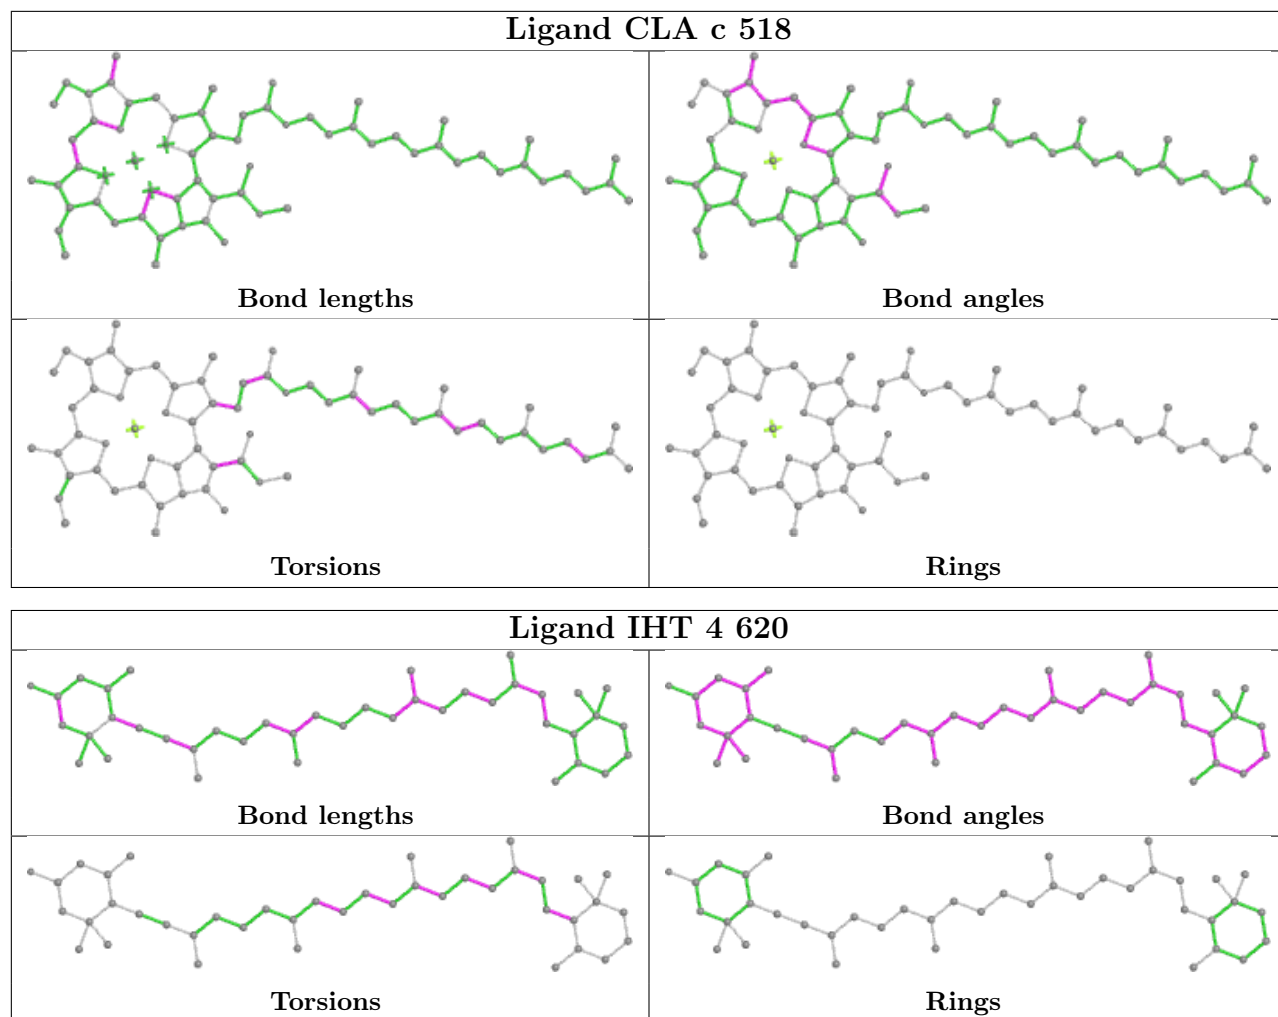 Ligand CLA c 518
Bond lengths
Bond angles
Torsions
Rings
Ligand IHT 4 620
Bond lengths
Bond angles
Torsions
Rings